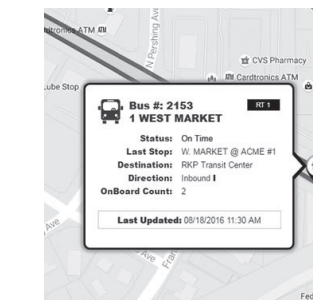 ardtronics ATM
N Pershing Ave
CVS Pharmacy
Cardtronics ATM
Lube Stop
Bus #: 2153
RT 1
1 WEST MARKET
Status: On Time
Last Stop: W. MARKET @ ACME #1
Destination: RKP Transit Center
Direction: Inbound I
OnBoard Count: 2
Last Updated: 08/18/2016 11:30 AM
Ave
Fran
Ave
Fed